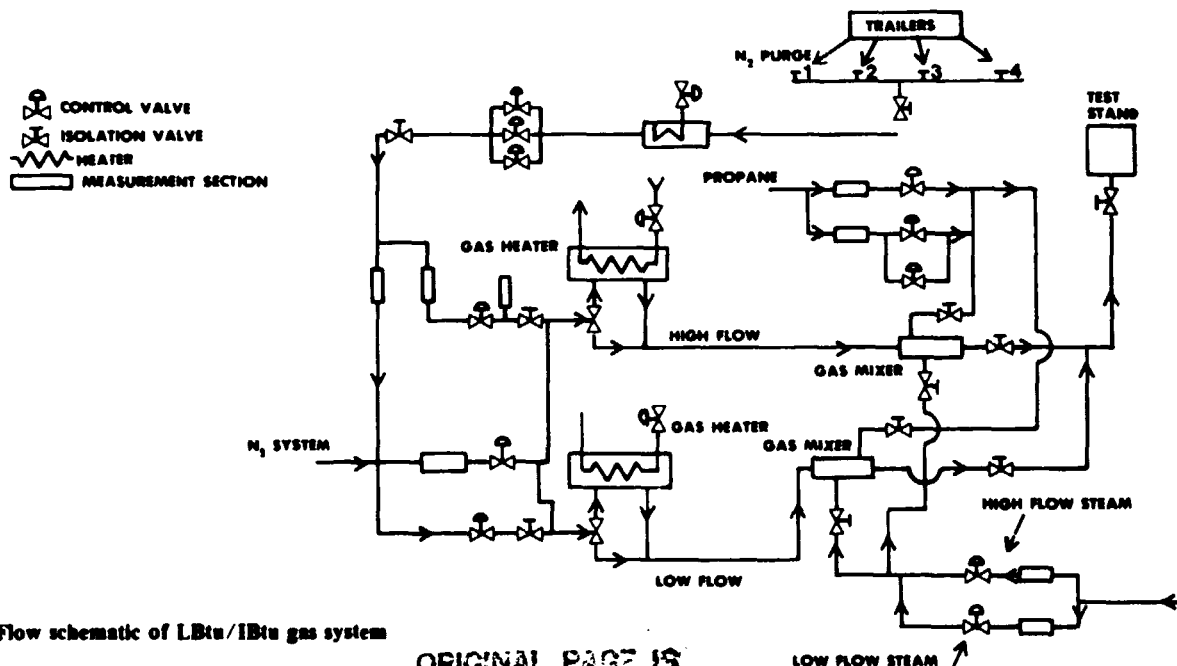 TRAILERS
N₂ PURGE
1 2 3 4
TEST
STAND
CONTROL VALVE
ISOLATION VALVE
HEATER
MEASUREMENT SECTION
PROPANE
GAS HEATER
HIGH FLOW
GAS MIXER
GAS HEATER
GAS MIXER
N₂ SYSTEM
HIGH FLOW STEAM
LOW FLOW
Flow schematic of LBtu/IBtu gas system
ORIGINAL PAGE IS
LOW FLOW STEAM